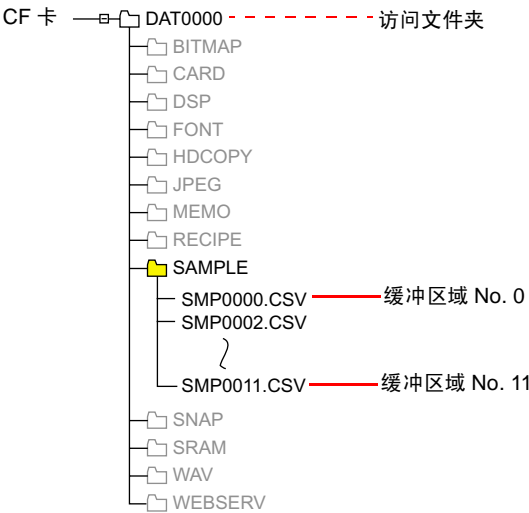 CF 卡 DAT0000 访问文件夹
BITMAP
CARD
DSP
FONT
HDCOPY
JPEG
MEMO
RECIPE
SAMPLE
SMP0000.CSV 缓冲区域 No. 0
SMP0002.CSV
SMP0011.CSV 缓冲区域 No. 11
SNAP
SRAM
WAV
WEBSERV